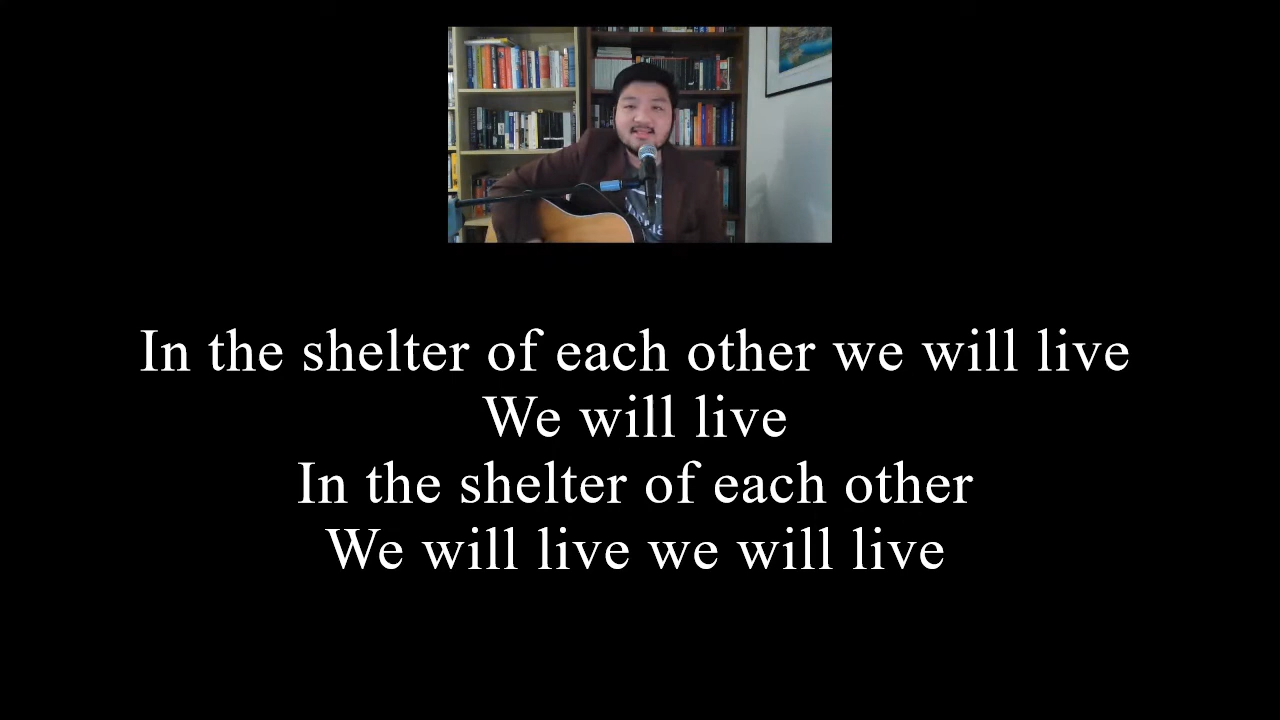 In the shelter of each other we will live
We will live
In the shelter of each other
We will live we will live